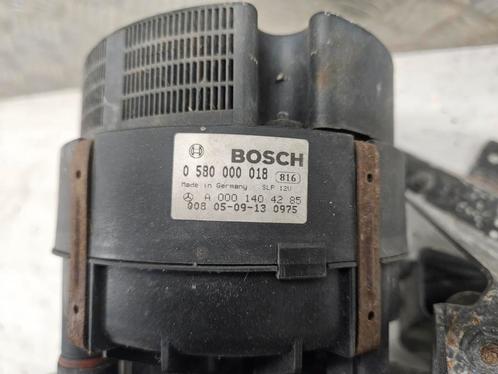 BOSCH
0 580 000 018 816
Made in Germany SLP 12V
A 000 140 42 85
008 05-09-13 0975